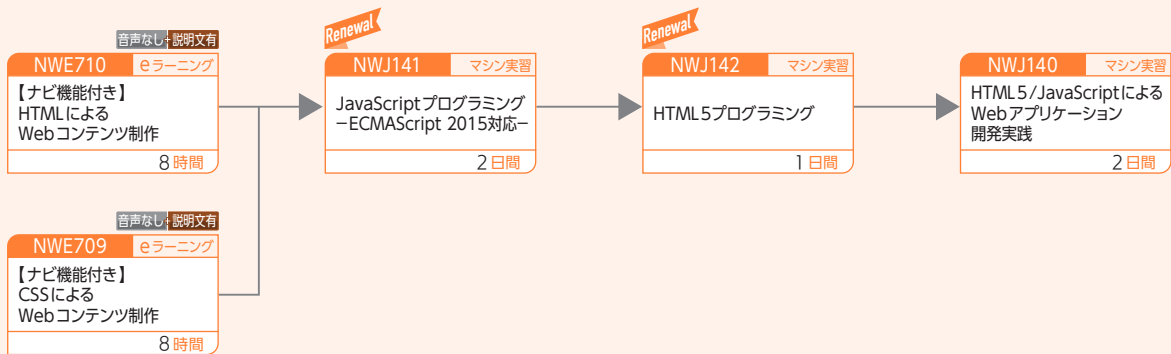 音声なし+説明文有
NWE710 eラーニング
【ナビ機能付き】
HTMLによる
Webコンテンツ制作
8時間
Renewal
NWJ141 マシン実習
JavaScriptプログラミング
−ECMAScript 2015対応−
2日間
Renewal
NWJ142 マシン実習
HTML5プログラミング
1日間
NWJ140 マシン実習
HTML5/JavaScriptによる
Webアプリケーション
開発実践
2日間
音声なし+説明文有
NWE709 eラーニング
【ナビ機能付き】
CSSによる
Webコンテンツ制作
8時間